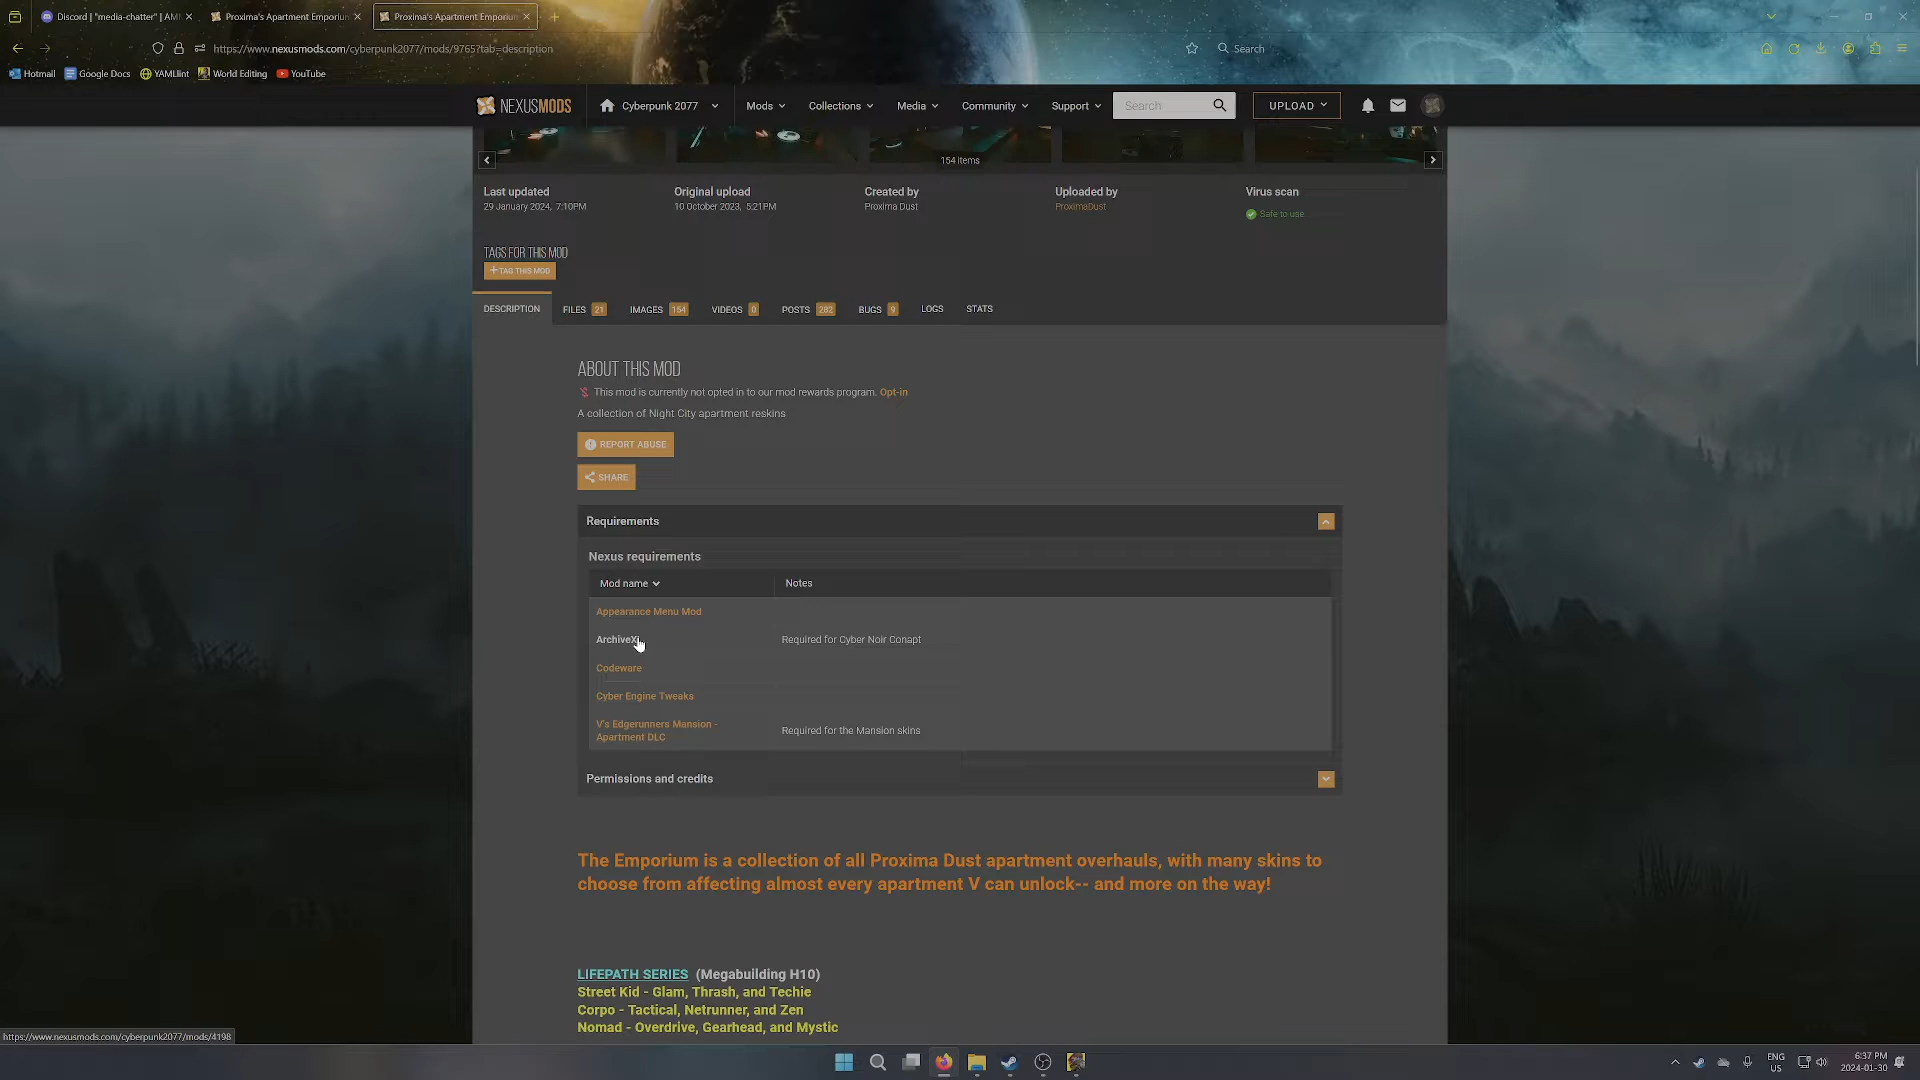 Discord | "media-chatter" | AMM
Proxima's Apartment Emporium
Proxima's Apartment Emporium
https://www.nexusmods.com/cyberpunk2077/mods/9765?tab=description
Search
Hotmail
Google Docs
YAMLlint
World Editing
YouTube
NEXUSMODS
Cyberpunk 2077
Mods
Collections
Media
Community
Support
Search
UPLOAD
154 items
Last updated
29 January 2024, 7:10PM
Original upload
10 October 2023, 5:21PM
Created by
Proxima Dust
Uploaded by
ProximaDust
Virus scan
Safe to use
TAGS FOR THIS MOD
+ TAG THIS MOD
DESCRIPTION
FILES 21
IMAGES 154
VIDEOS 0
POSTS 282
BUGS 9
LOGS
STATS
ABOUT THIS MOD
This mod is currently not opted in to our mod rewards program. Opt-in
A collection of Night City apartment reskins
REPORT ABUSE
SHARE
Requirements
Nexus requirements
Mod name
Notes
Appearance Menu Mod
ArchiveXL
Required for Cyber Noir Conapt
Codeware
Cyber Engine Tweaks
V's Edgerunners Mansion -
Apartment DLC
Required for the Mansion skins
Permissions and credits
The Emporium is a collection of all Proxima Dust apartment overhauls, with many skins to
choose from affecting almost every apartment V can unlock-- and more on the way!
LIFEPATH SERIES (Megabuilding H10)
Street Kid - Glam, Thrash, and Techie
Corpo - Tactical, Netrunner, and Zen
Nomad - Overdrive, Gearhead, and Mystic
https://www.nexusmods.com/cyberpunk2077/mods/4198
ENG
US
6:37 PM
2024-01-30